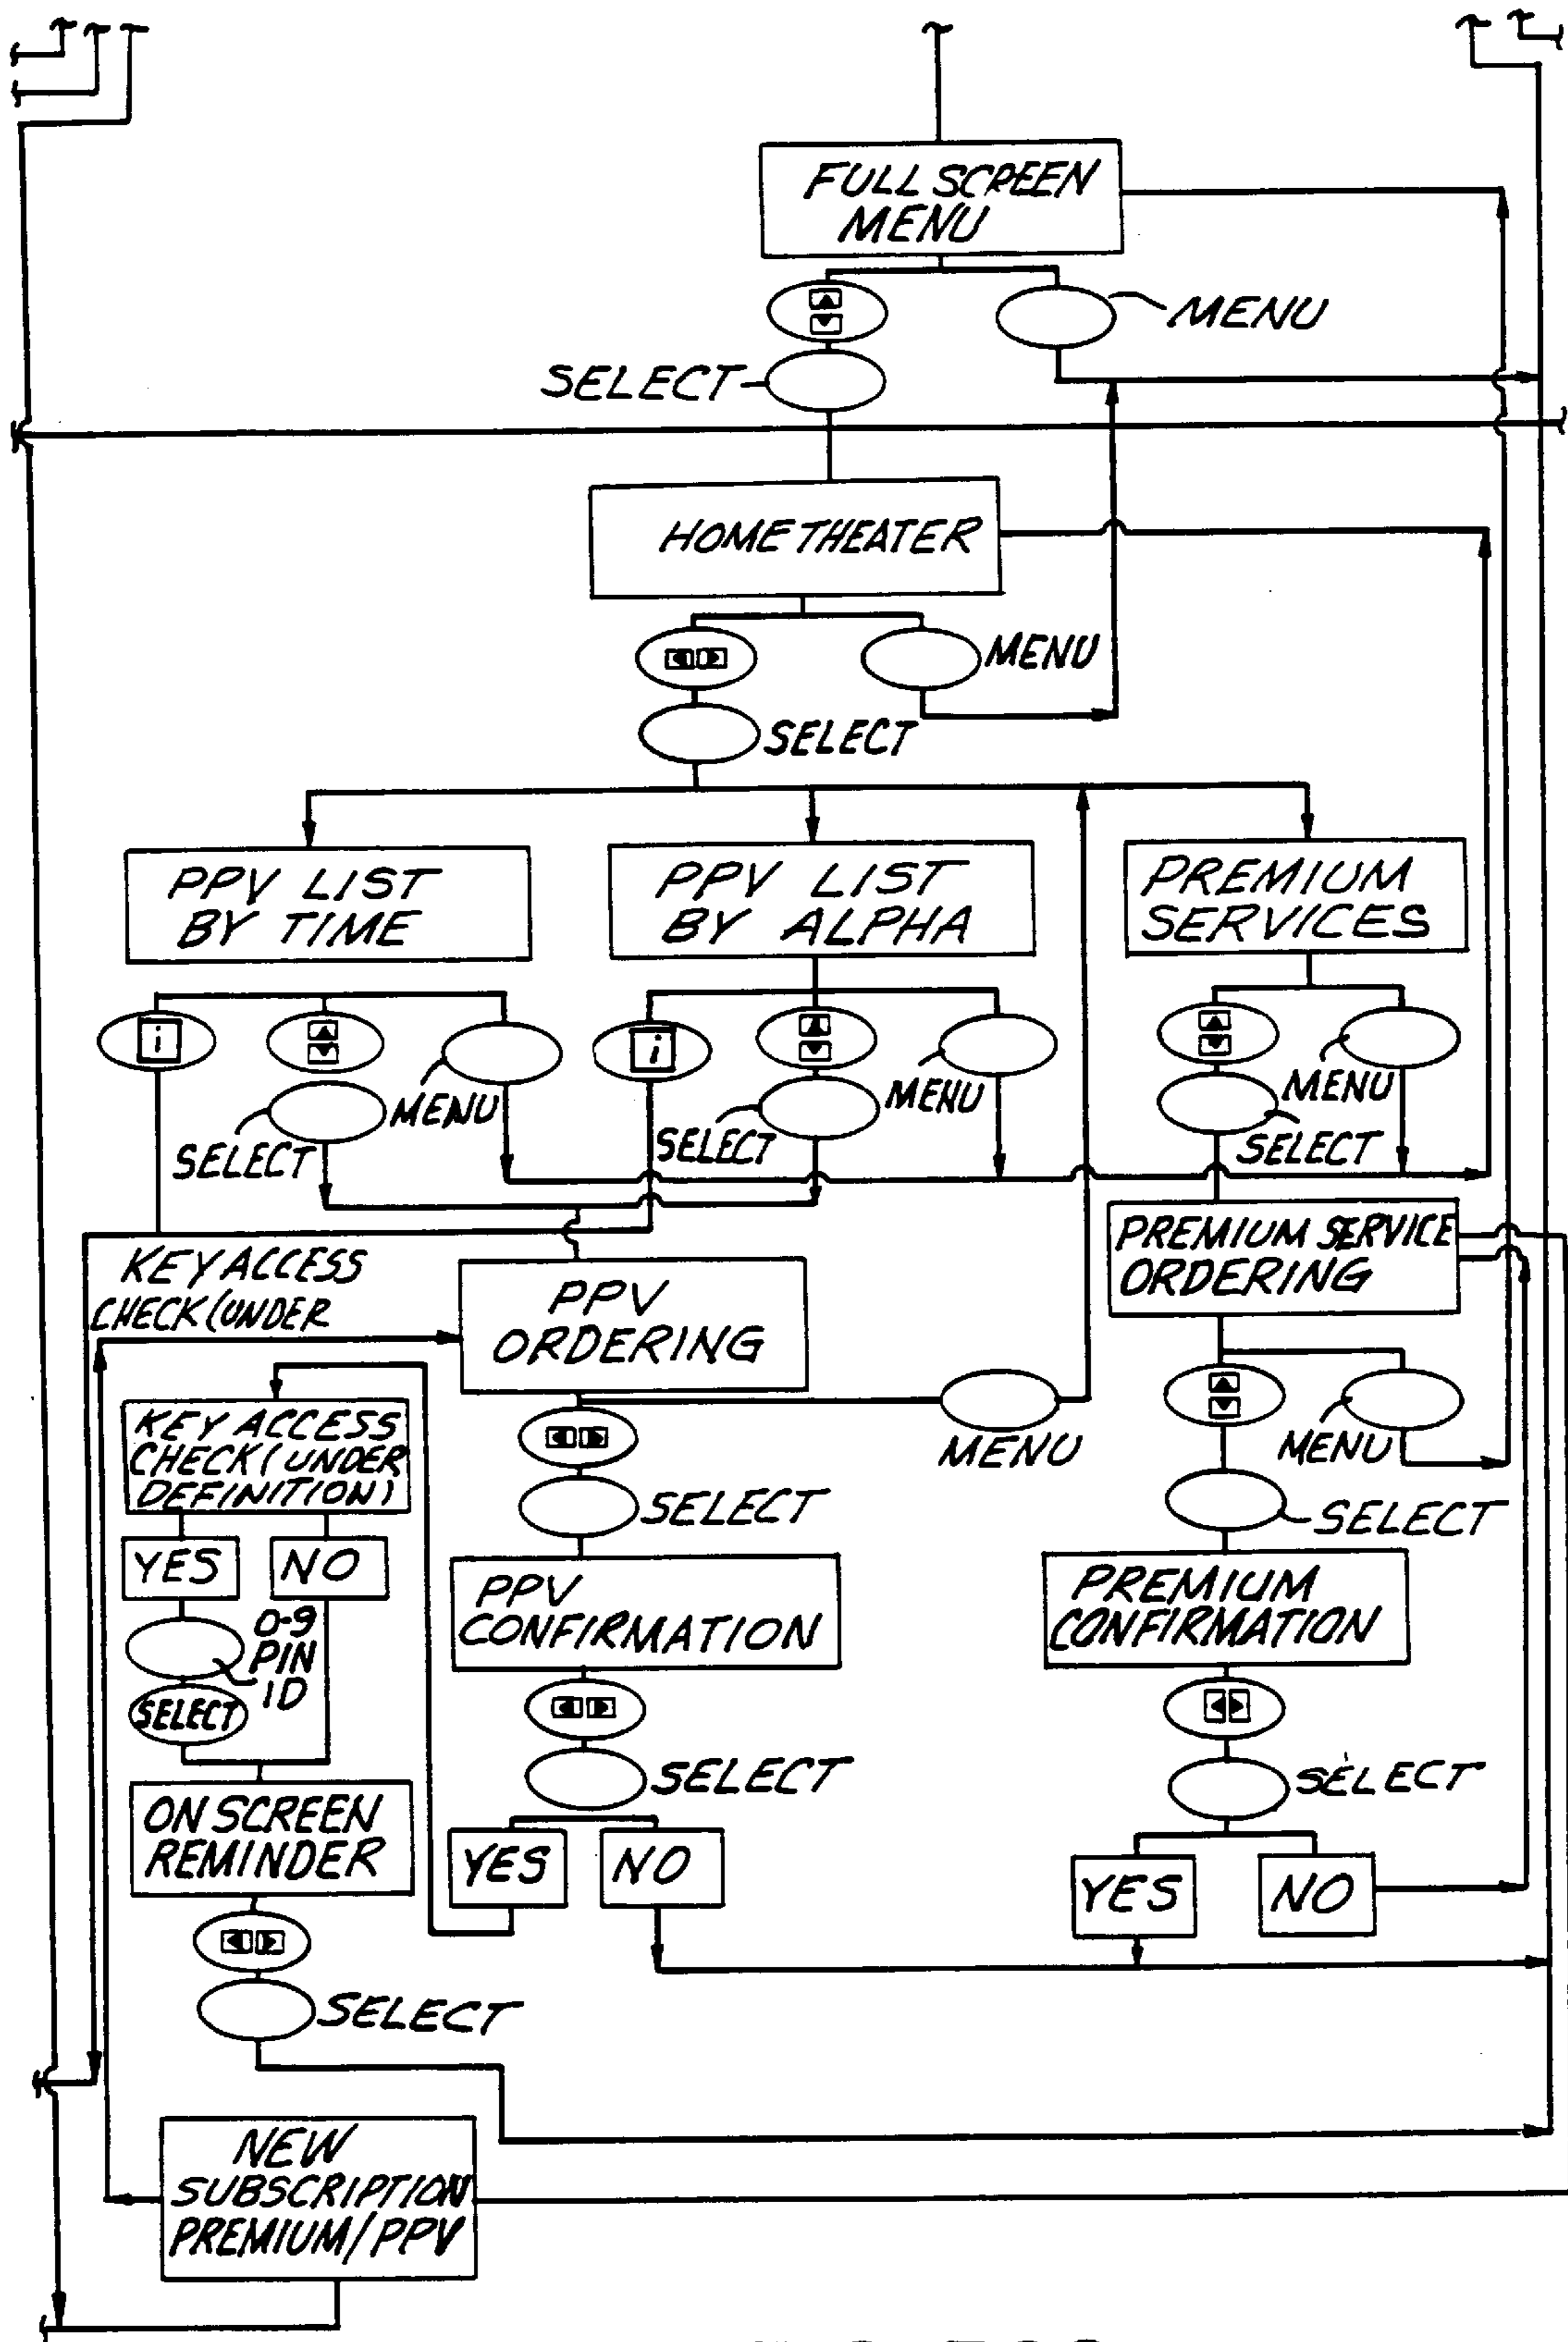 FULL SCREEN
MENU
MENU
SELECT
HOME THEATER
MENU
SELECT
PPV LIST
BY TIME
PPV LIST
BY ALPHA
PREMIUM
SERVICES
i
i
MENU
SELECT
MENU
SELECT
MENU
SELECT
KEY ACCESS
CHECK (UNDER
PPV
ORDERING
PREMIUM SERVICE
ORDERING
MENU
MENU
KEY ACCESS
CHECK (UNDER
DEFINITION)
SELECT
SELECT
YES
NO
PPV
CONFIRMATION
PREMIUM
CONFIRMATION
0-9
PIN
ID
SELECT
SELECT
SELECT
ON SCREEN
REMINDER
YES
NO
YES
NO
SELECT
NEW
SUBSCRIPTION
PREMIUM/PPV